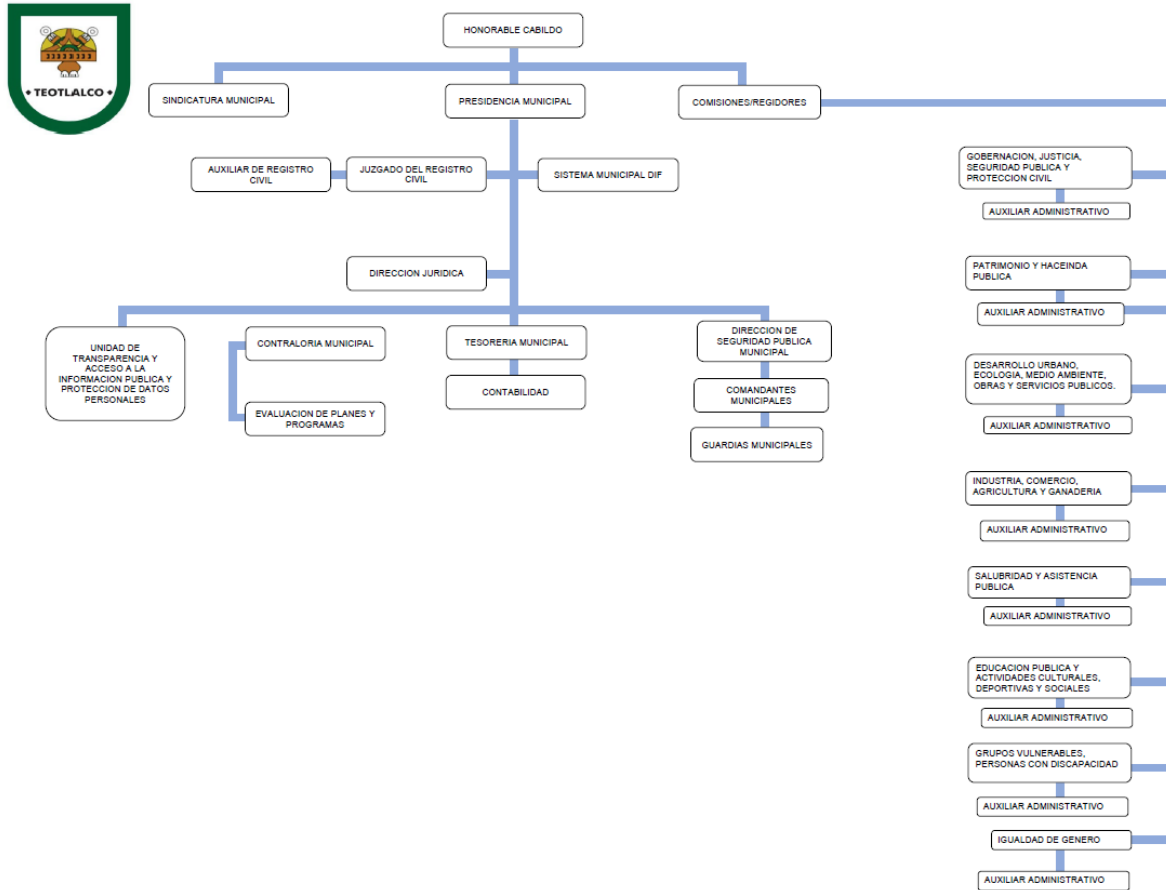 HONORABLE CABILDO
• TEOTLALCO •
SINDICATURA MUNICIPAL
PRESIDENCIA MUNICIPAL
COMISIONES/REGIDORES
AUXILIAR DE REGISTRO
CIVIL
JUZGADO DEL REGISTRO
CIVIL
SISTEMA MUNICIPAL DIF
DIRECCION JURIDICA
UNIDAD DE
TRANSPARENCIA Y
ACCESO A LA
INFORMACION PUBLICA Y
PROTECCION DE DATOS
PERSONALES
CONTRALORIA MUNICIPAL
EVALUACION DE PLANES Y
PROGRAMAS
TESORERIA MUNICIPAL
CONTABILIDAD
DIRECCION DE
SEGURIDAD PUBLICA
MUNICIPAL
COMANDANTES
MUNICIPALES
GUARDIAS MUNICIPALES
GOBERNACION, JUSTICIA,
SEGURIDAD PUBLICA Y
PROTECCION CIVIL
AUXILIAR ADMINISTRATIVO
PATRIMONIO Y HACEINDA
PUBLICA
AUXILIAR ADMINISTRATIVO
DESARROLLO URBANO,
ECOLOGIA, MEDIO AMBIENTE,
OBRAS Y SERVICIOS PUBLICOS.
AUXILIAR ADMINISTRATIVO
INDUSTRIA, COMERCIO,
AGRICULTURA Y GANADERIA
AUXILIAR ADMINISTRATIVO
SALUBRIDAD Y ASISTENCIA
PUBLICA
AUXILIAR ADMINISTRATIVO
EDUCACION PUBLICA Y
ACTIVIDADES CULTURALES,
DEPORTIVAS Y SOCIALES
AUXILIAR ADMINISTRATIVO
GRUPOS VULNERABLES,
PERSONAS CON DISCAPACIDAD
AUXILIAR ADMINISTRATIVO
IGUALDAD DE GENERO
AUXILIAR ADMINISTRATIVO